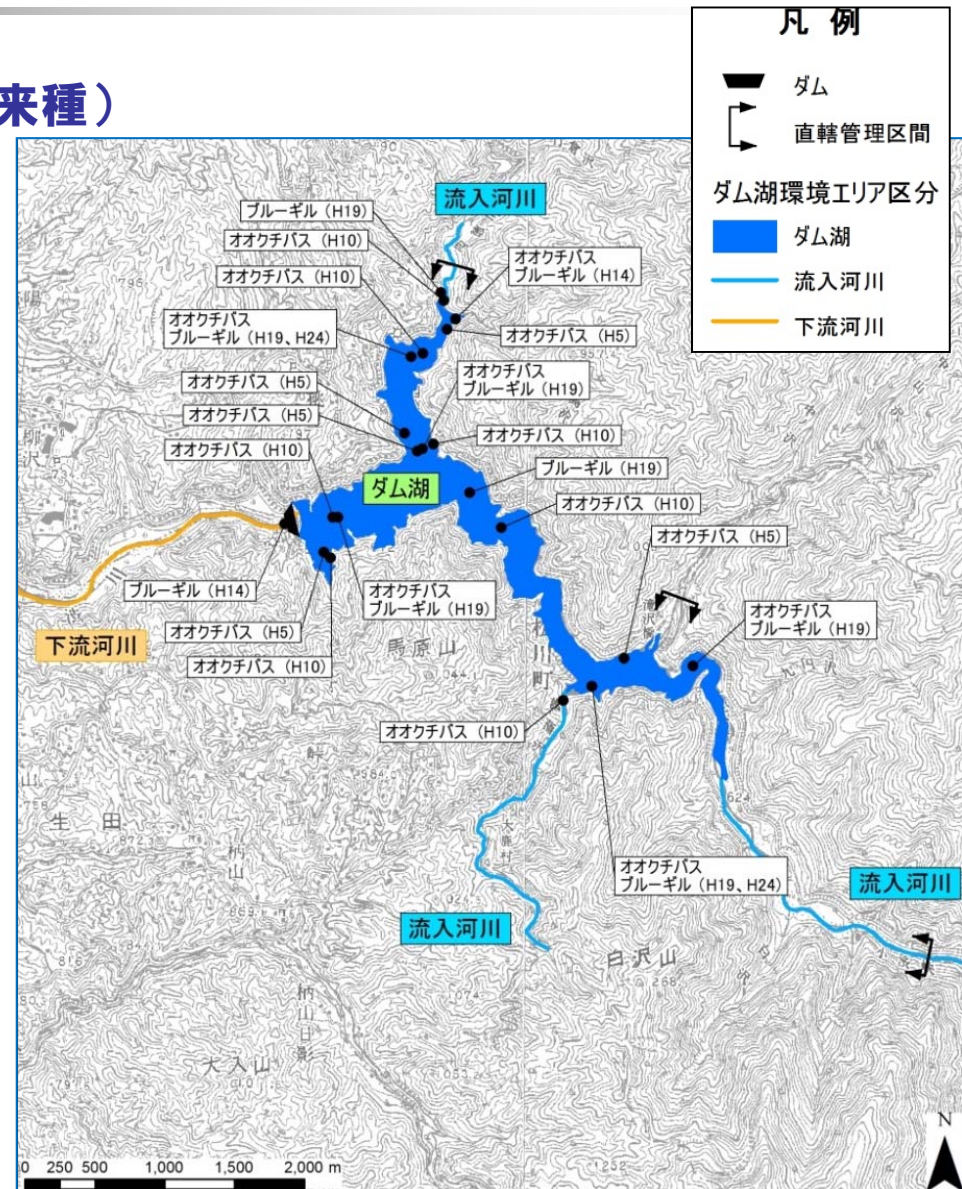 来種）
凡 例
ダム
直轄管理区間
ダム湖環境エリア区分
ダム湖
流入河川
下流河川
流入河川
ブルーギル（H19）
オオクチバス（H10）
オオクチバス（H10）
オオクチバス
ブルーギル（H14）
オオクチバス
ブルーギル（H19、H24）
オオクチバス（H5）
オオクチバス（H5）
オオクチバス
ブルーギル（H19）
オオクチバス（H5）
オオクチバス（H10）
オオクチバス（H10）
ブルーギル（H19）
ダム湖
オオクチバス（H10）
オオクチバス（H5）
ブルーギル（H14）
オオクチバス
ブルーギル（H19）
オオクチバス
ブルーギル（H19）
オオクチバス（H5）
下流河川
オオクチバス（H10）
馬原山
松川町
オオクチバス（H10）
生 田
柄山
大鹿村
オオクチバス
ブルーギル（H19、H24）
流入河川
流入河川
白沢山
柄山日影
大入山
N
0 250 500 1,000 1,500 2,000 m